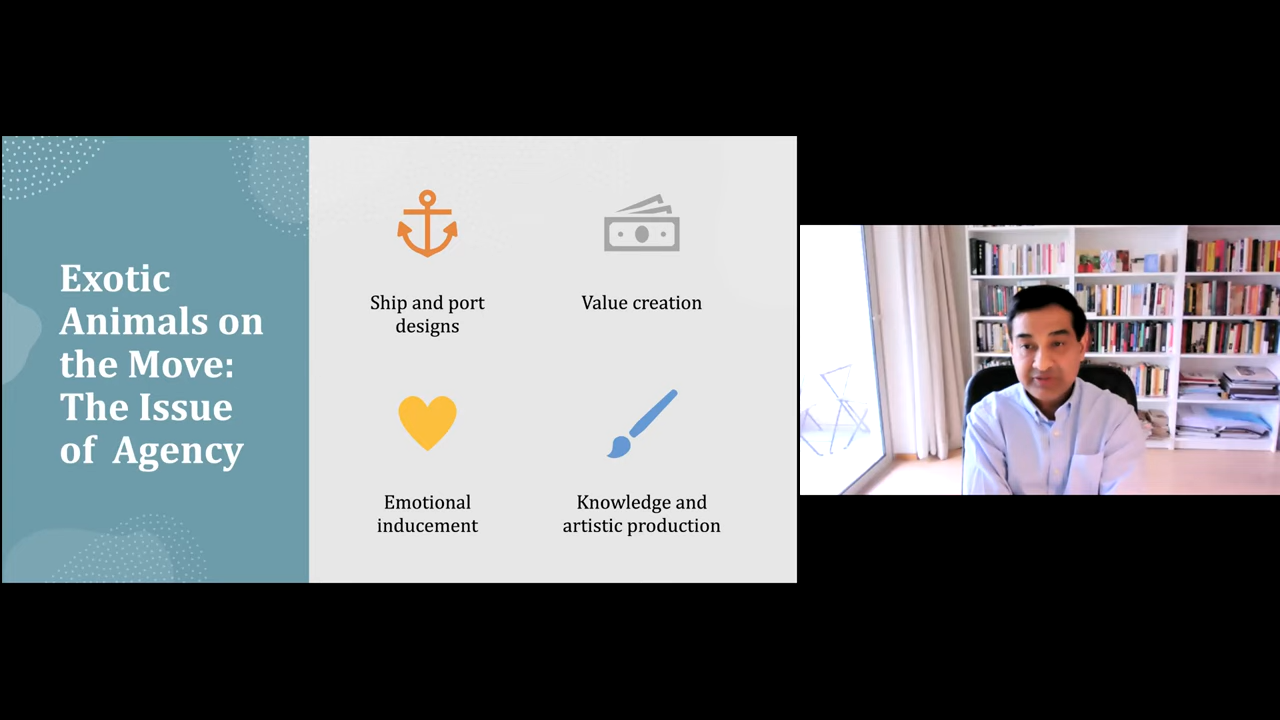 Exotic
Animals on
the Move:
The Issue
of  Agency
Ship and port
designs
Value creation
Emotional
inducement
Knowledge and
artistic production